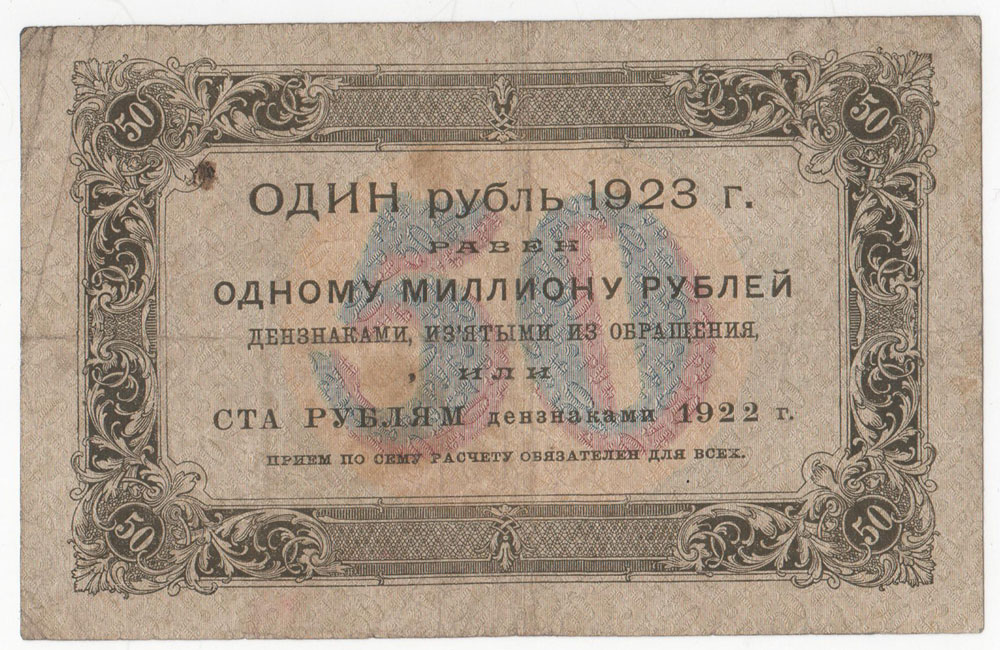 50 50
ОДИН рубль 1923 г.
РАВЕН
ОДНОМУ МИЛЛИОНУ РУБЛЕЙ
ДЕНЗНАКАМИ, ИЗ'ЯТЫМИ ИЗ ОБРАЩЕНИЯ,
ИЛИ
СТА РУБЛЯМ дензнаками 1922 г.
ПРИЕМ ПО СЕМУ РАСЧЕТУ ОБЯЗАТЕЛЕН ДЛЯ ВСЕХ.
50
50 50